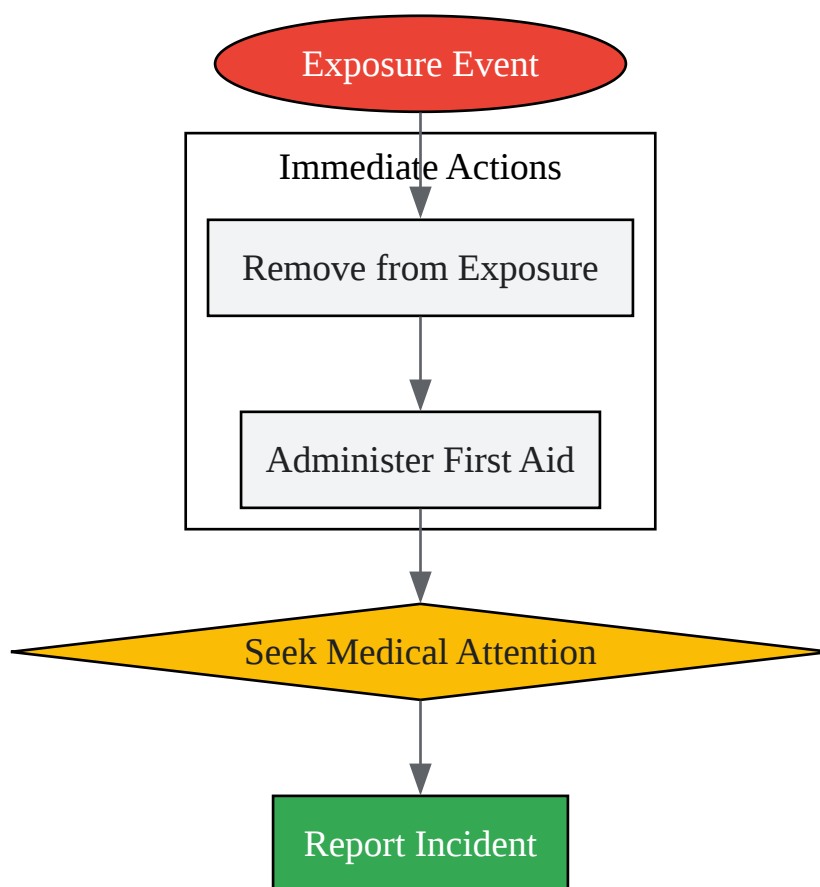 Exposure Event
Immediate Actions
Remove from Exposure
Administer First Aid
Seek Medical Attention
Report Incident